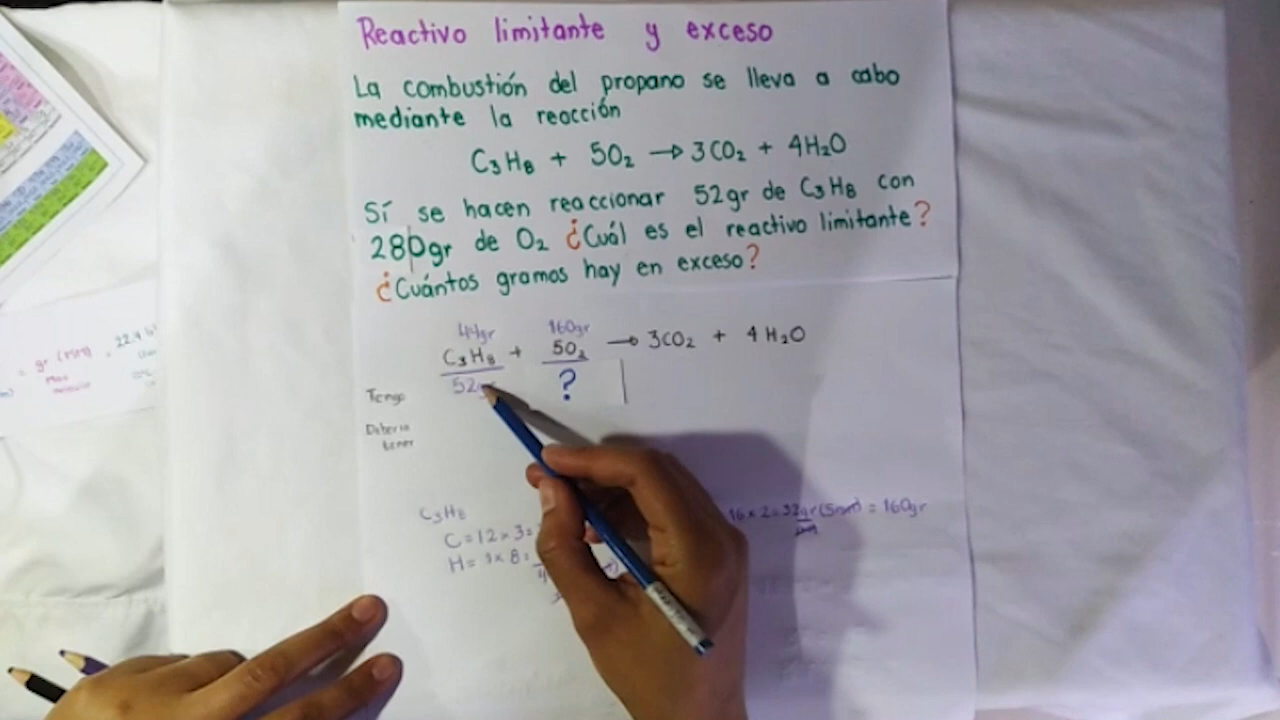 Reactivo limitante y exceso
La combustión del propano se lleva a cabo
mediante la reacción
C₃H₈ + 5O₂ → 3CO₂ + 4H₂O
Sí se hacen reaccionar 52gr de C₃H₈ con
280gr de O₂ ¿Cuál es el reactivo limitante?
¿Cuántos gramos hay en exceso?
44gr 160gr
C₃H₈ + 5O₂ → 3CO₂ + 4H₂O
Tengo 52 ?
Debería
tener
C₃H₈
C=12×3=
H= 1×8=
16×2=32gr(5mol) = 160gr
= gr
22.4